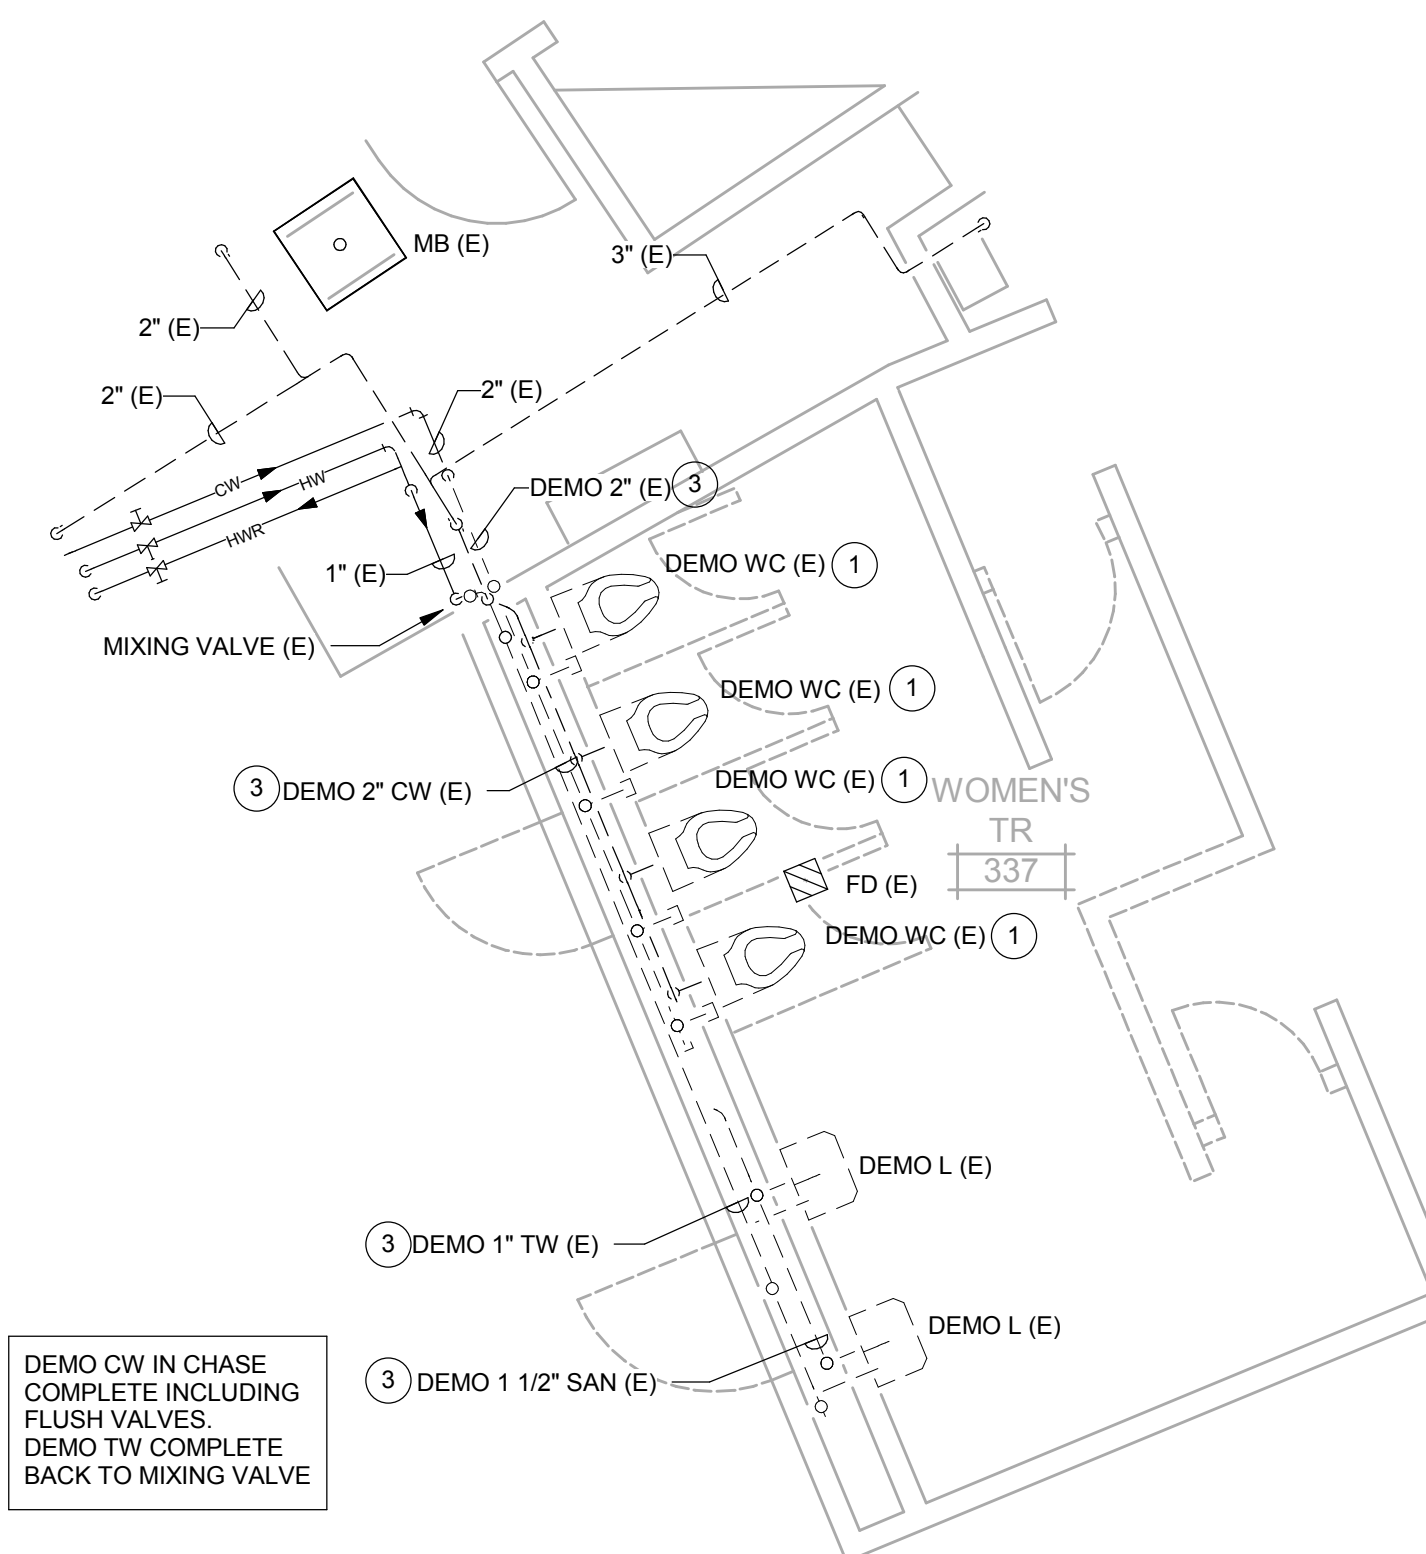 MB (E)
3" (E)
2" (E)
2" (E)
2" (E)
CW
HW
HWR
DEMO 2" (E) 3
DEMO WC (E) 1
1" (E)
MIXING VALVE (E)
DEMO WC (E) 1
3 DEMO 2" CW (E)
DEMO WC (E) 1
WOMEN'S
TR
337
FD (E)
DEMO WC (E) 1
DEMO L (E)
3 DEMO 1" TW (E)
DEMO L (E)
3 DEMO 1 1/2" SAN (E)
DEMO CW IN CHASE
COMPLETE INCLUDING
FLUSH VALVES.
DEMO TW COMPLETE
BACK TO MIXING VALVE